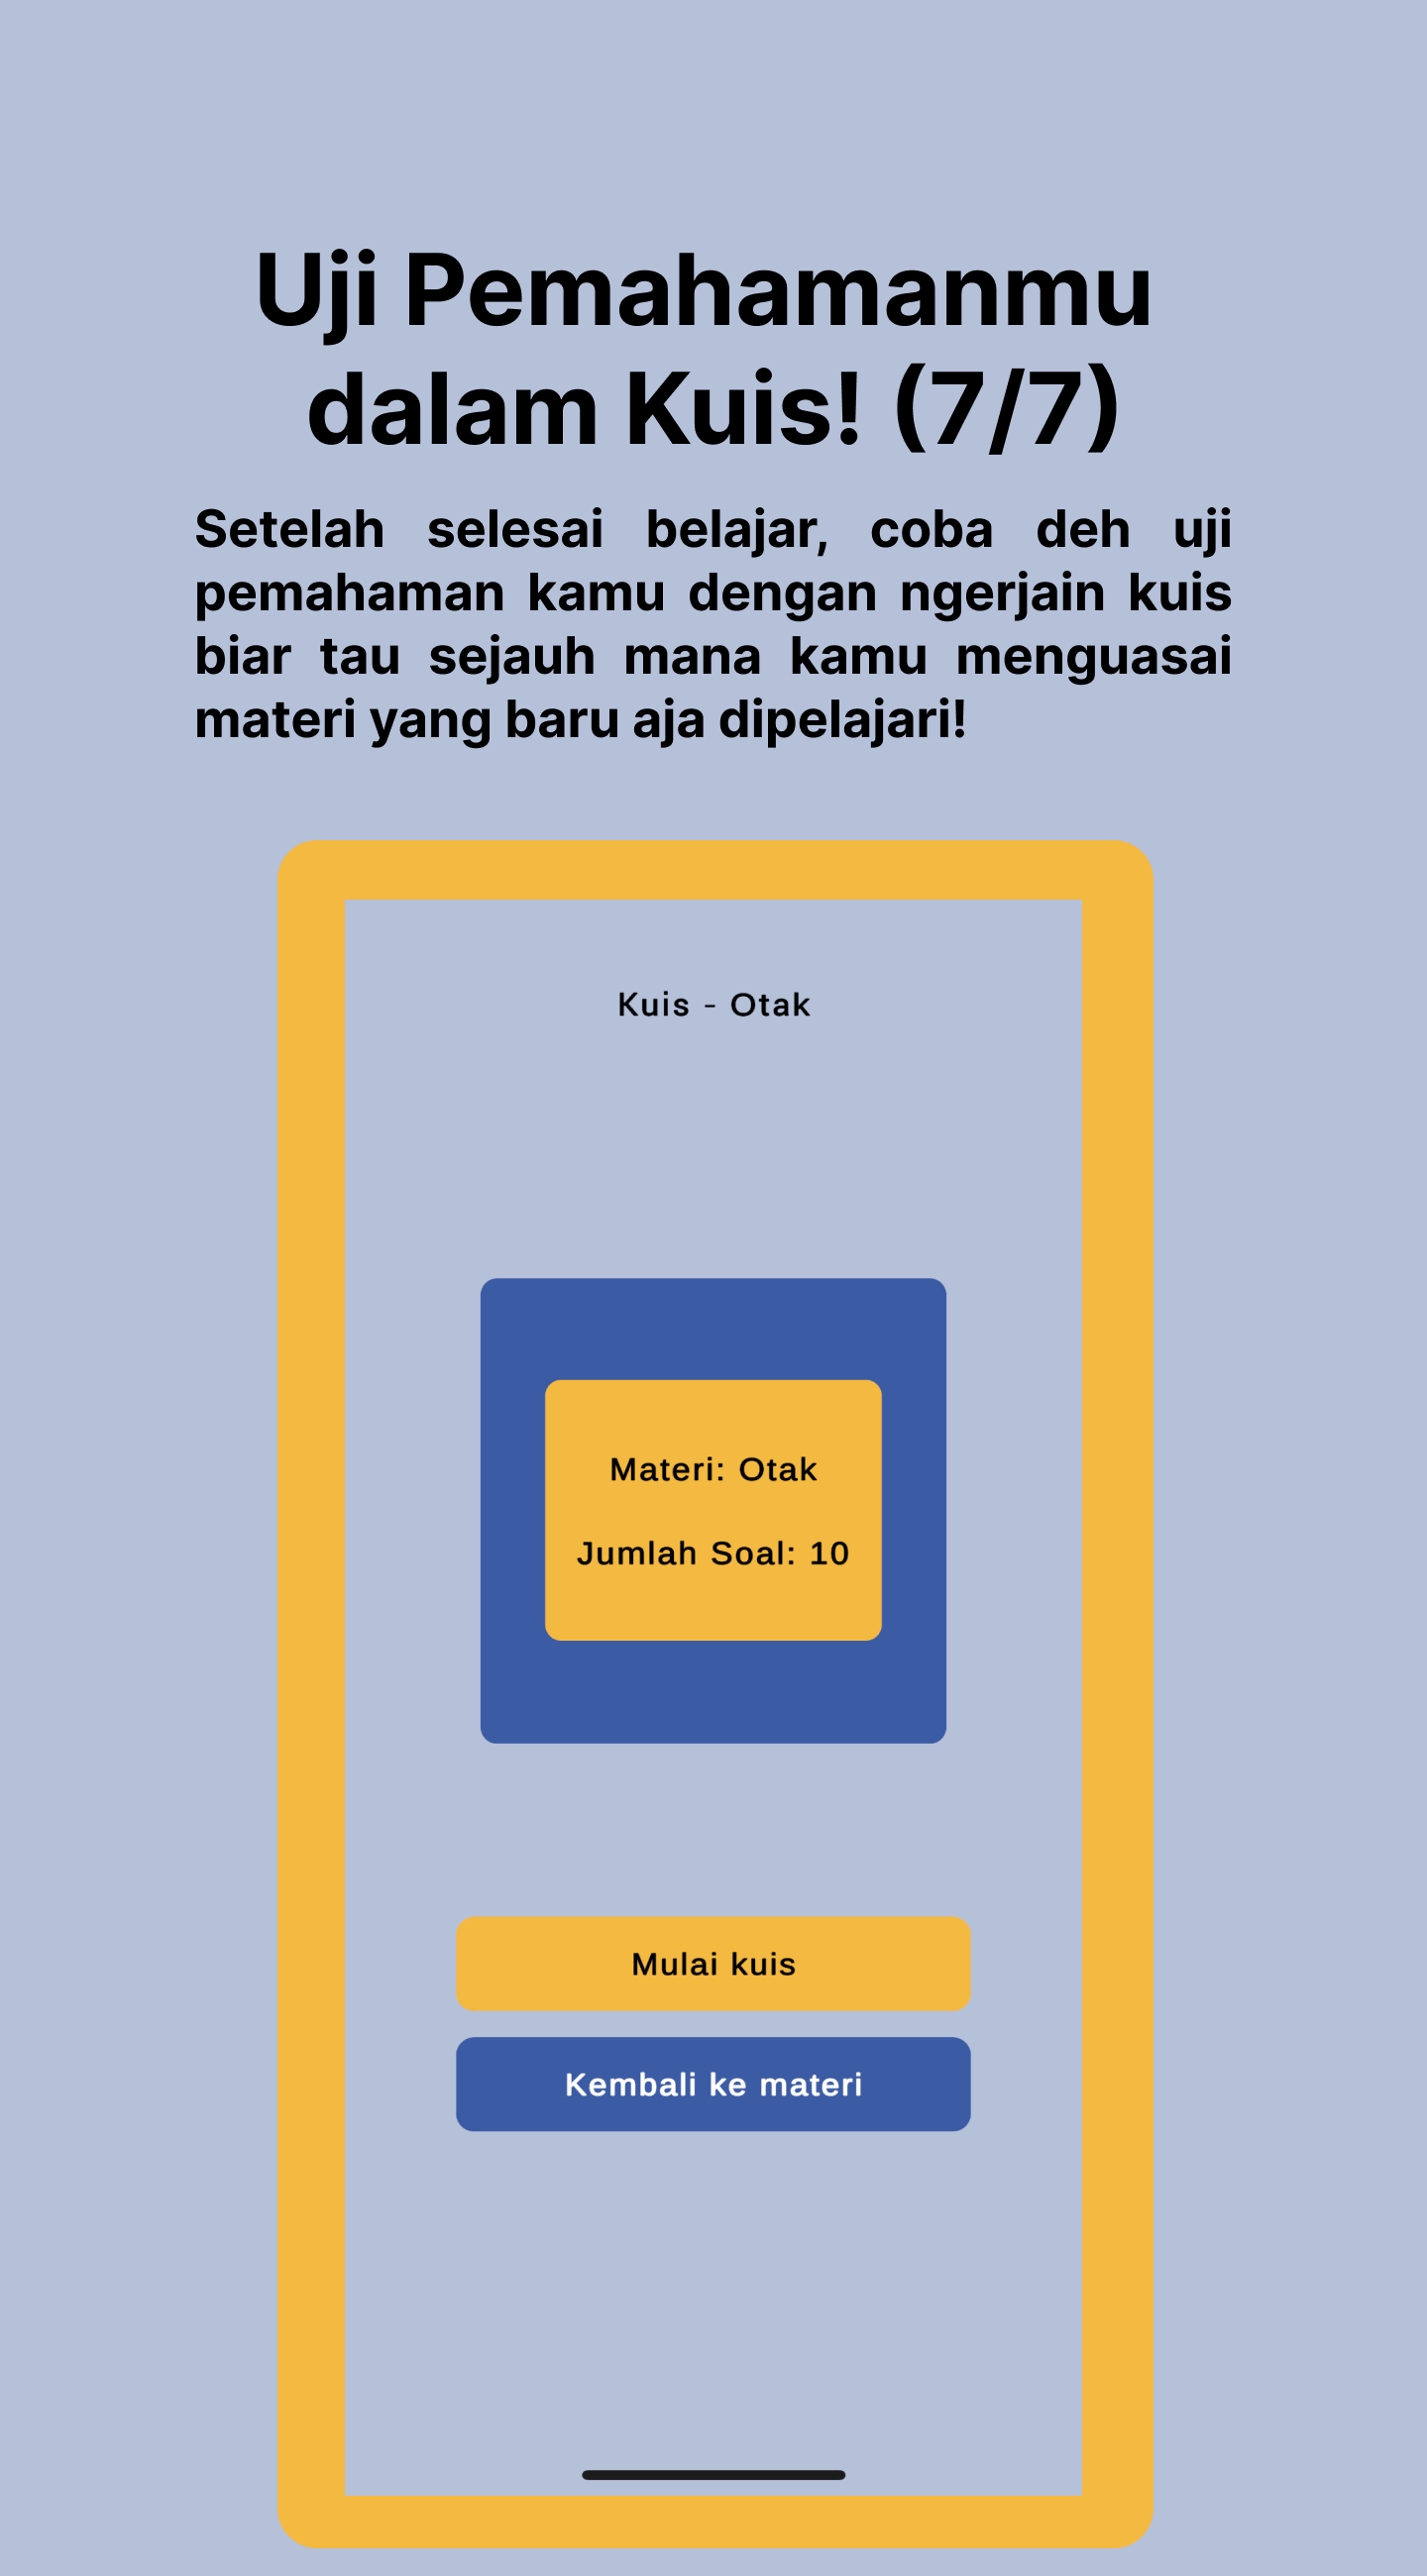 Uji Pemahamanmu
dalam Kuis! (7/7)
Setelah selesai belajar, coba deh uji
pemahaman kamu dengan ngerjain kuis
biar tau sejauh mana kamu menguasai
materi yang baru aja dipelajari!
Kuis - Otak
Materi: Otak
Jumlah Soal: 10
Mulai kuis
Kembali ke materi